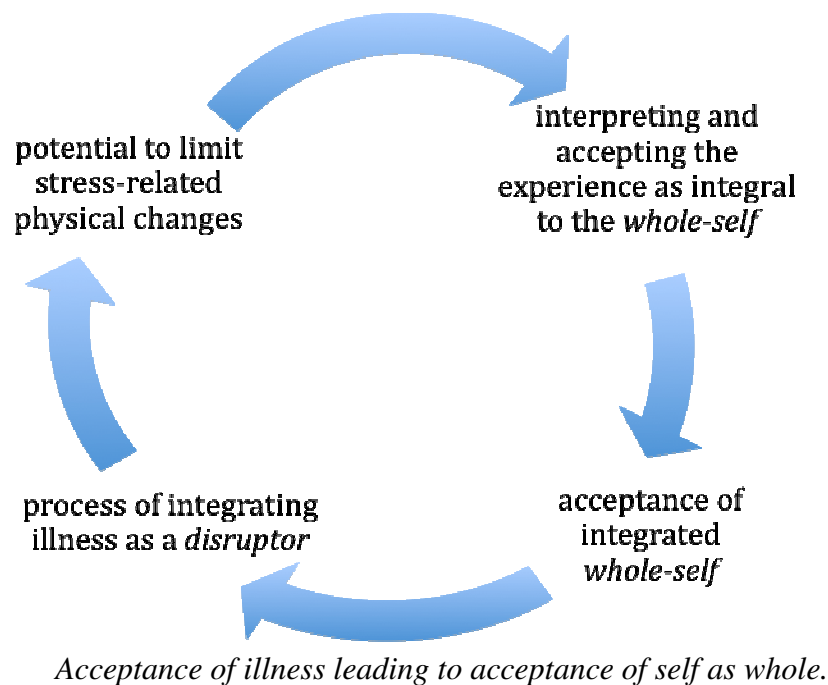 potential to limit
stress-related
physical changes
interpreting and
accepting the
experience as integral
to the whole-self
acceptance of
integrated
whole-self
process of integrating
illness as a disruptor
Acceptance of illness leading to acceptance of self as whole.